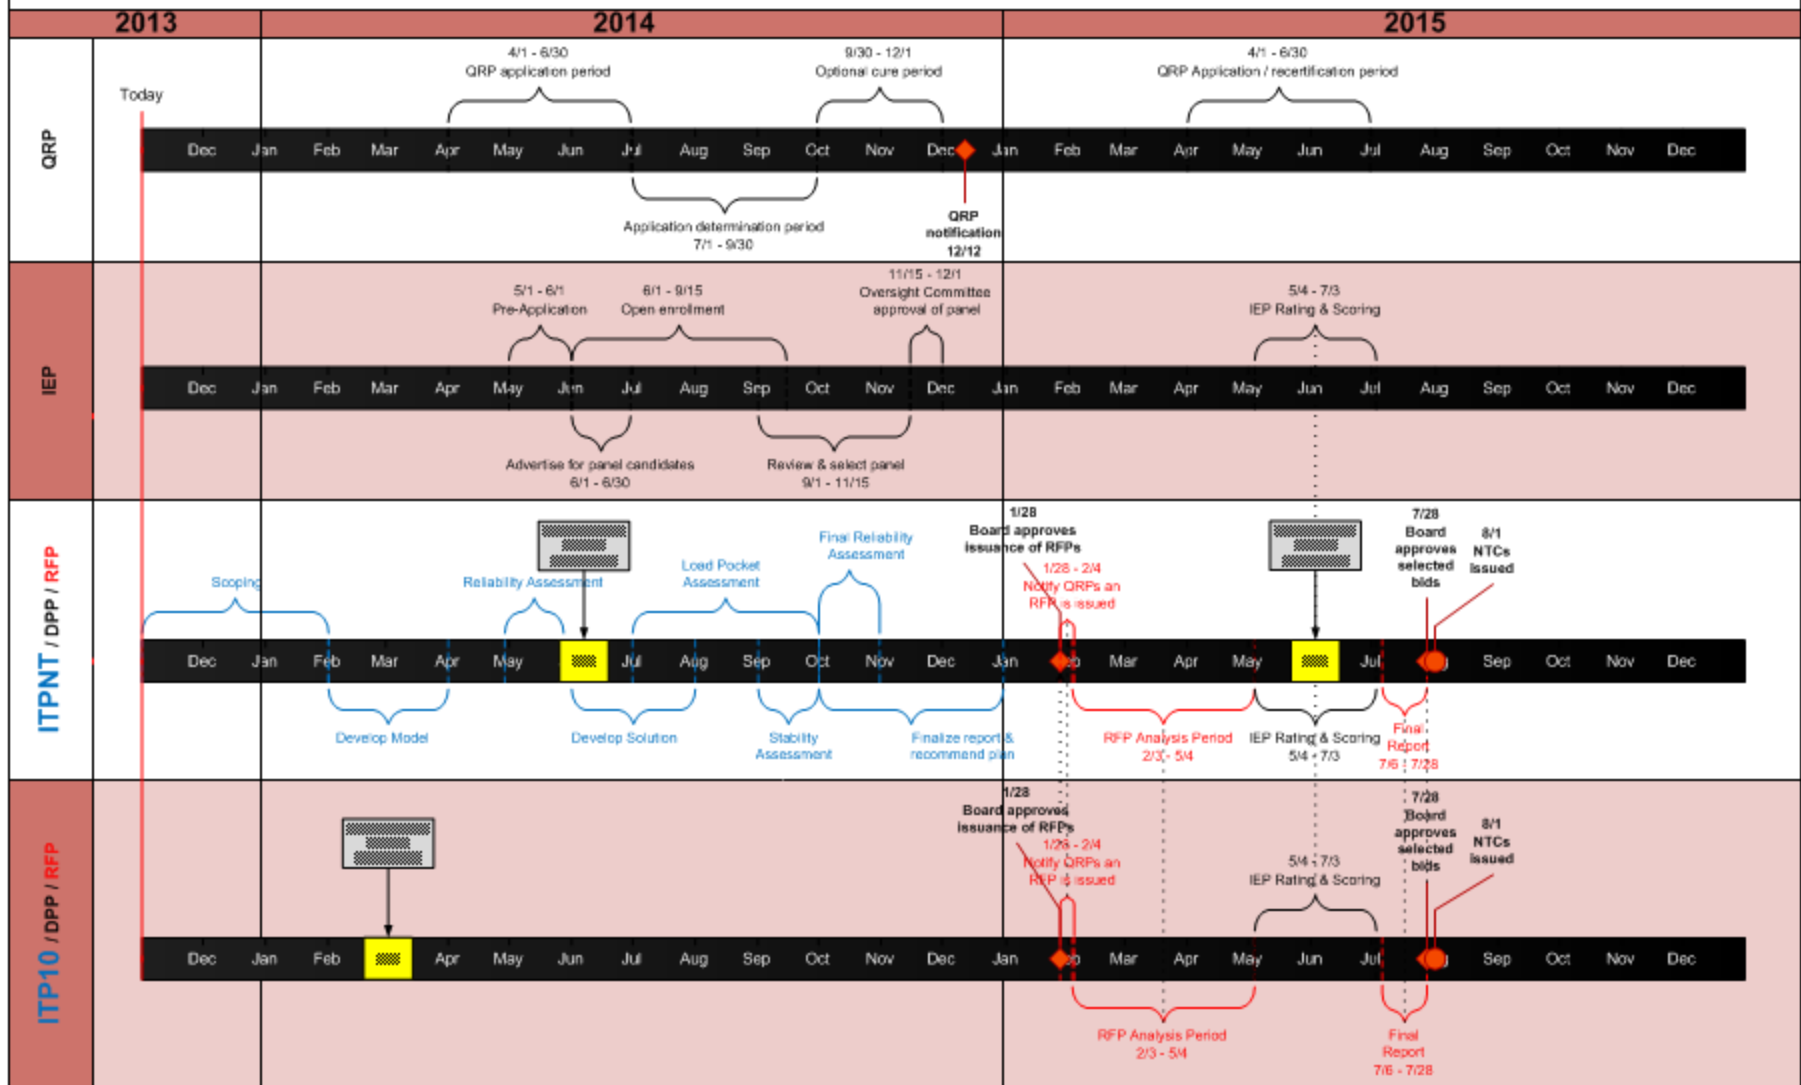 2013
2014
2015
QRP
Today
4/1 - 6/30
QRP application period
9/30 - 12/1
Optional cure period
4/1 - 6/30
QRP Application / recertification period
Dec Jan Feb Mar Apr May Jun Jul Aug Sep Oct Nov Dec Jan Feb Mar Apr May Jun Jul Aug Sep Oct Nov Dec
Application determination period
7/1 - 9/30
QRP
notification
12/12
IEP
5/1 - 6/1
Pre-Application
6/1 - 9/15
Open enrollment
11/15 - 12/1
Oversight Committee
approval of panel
5/4 - 7/3
IEP Rating & Scoring
Dec Jan Feb Mar Apr May Jun Jul Aug Sep Oct Nov Dec Jan Feb Mar Apr May Jun Jul Aug Sep Oct Nov Dec
Advertise for panel candidates
6/1 - 6/30
Review & select panel
9/1 - 11/15
ITPNT / DPP / RFP
Scoping
Reliability Assessment
Load Pocket
Assessment
Final Reliability
Assessment
1/28
Board approves
issuance of RFPs
1/28 - 2/4
Notify QRPs an
RFP is issued
7/28
Board
approves
selected
bids
8/1
NTCs
issued
Dec Jan Feb Mar Apr May Jul Aug Sep Oct Nov Dec Jan Feb Mar Apr May Jul Aug Sep Oct Nov Dec
Develop Model
Develop Solution
Stability
Assessment
Finalize report &
recommend plan
RFP Analysis Period
2/3 - 5/4
IEP Rating & Scoring
5/4 - 7/3
Final
Report
7/6 - 7/28
ITP10 / DPP / RFP
1/28
Board approves
issuance of RFPs
1/28 - 2/4
Notify QRPs an
RFP is issued
5/4 - 7/3
IEP Rating & Scoring
7/28
Board
approves
selected
bids
8/1
NTCs
issued
Dec Jan Feb Apr May Jun Jul Aug Sep Oct Nov Dec Jan Feb Mar Apr May Jun Jul Aug Sep Oct Nov Dec
RFP Analysis Period
2/3 - 5/4
Final
Report
7/6 - 7/28